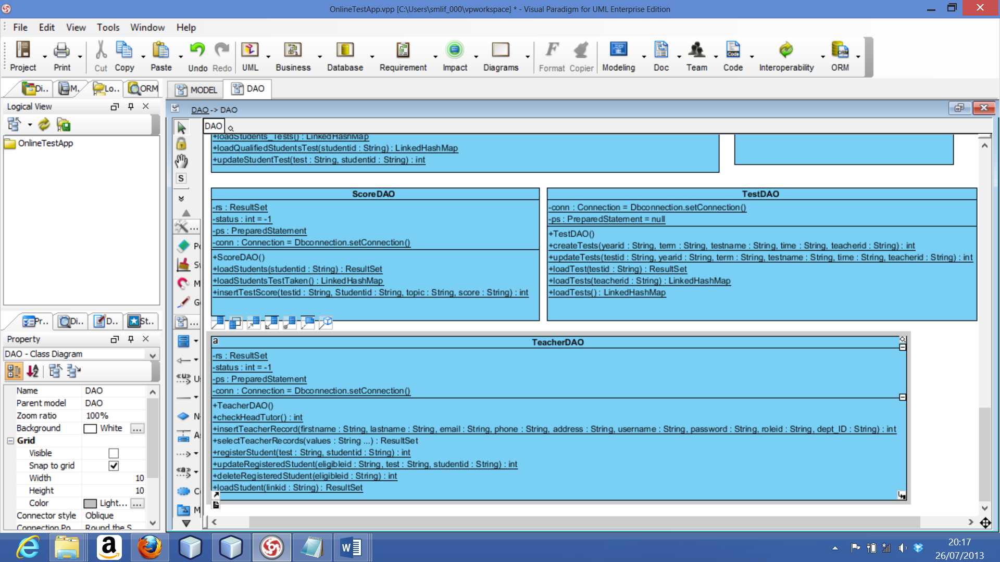 OnlineTestApp.vpp [C:\Users\smlif_000\vpworkspace] * - Visual Paradigm for UML Enterprise Edition
File Edit View Tools Window Help
Project Print Cut Copy Paste Undo Redo UML Business Database Requirement Impact Diagrams Format Copier Modeling Doc Team Code Interoperability ORM
Di.. M. Lo.. ORM
MODEL DAO
Logical View
DAO -> DAO
DAO
OnlineTestApp
+loadStudents_Tests() : LinkedHashMap
+loadQualifiedStudentsTest(studentid : String) : LinkedHashMap
+updateStudentTest(test : String, studentid : String) : int
S
ScoreDAO
-rs : ResultSet
-status : int = -1
-ps : PreparedStatement
-conn : Connection = Dbconnection.setConnection()
+ScoreDAO()
+loadStudents(studentid : String) : ResultSet
+loadStudentsTestTaken() : LinkedHashMap
+insertTestScore(testid : String, Studentid : String, topic : String, score : String) : int
TestDAO
-conn : Connection = Dbconnection.setConnection()
-ps : PreparedStatement = null
+TestDAO()
+createTests(yearid : String, term : String, testname : String, time : String, teacherid : String) : int
+updateTests(testid : String, yearid : String, term : String, testname : String, time : String, teacherid : String) : int
+loadTest(testid : String) : ResultSet
+loadTests(teacherid : String) : LinkedHashMap
+loadTests() : LinkedHashMap
a
TeacherDAO
-rs : ResultSet
-status : int = -1
-ps : PreparedStatement
-conn : Connection = Dbconnection.setConnection()
+TeacherDAO()
+checkHeadTutor() : int
+insertTeacherRecord(firstname : String, lastname : String, email : String, phone : String, address : String, username : String, password : String, roleid : String, dept_ID : String) : int
+selectTeacherRecords(values : String ...) : ResultSet
+registerStudent(test : String, studentid : String) : int
+updateRegisteredStudent(eligibleid : String, test : String, studentid : String) : int
+deleteRegisteredStudent(eligibleid : String) : int
+loadStudent(linkid : String) : ResultSet
Pr.. Di.. D.. St..
Property
DAO - Class Diagram
Name DAO
Parent model DAO
Zoom ratio 100%
Background White ...
Grid
Visible
Snap to grid
Width 10
Height 10
Color Light... ...
Connector style Oblique
Connection Po... Round the S...
20:17
26/07/2013